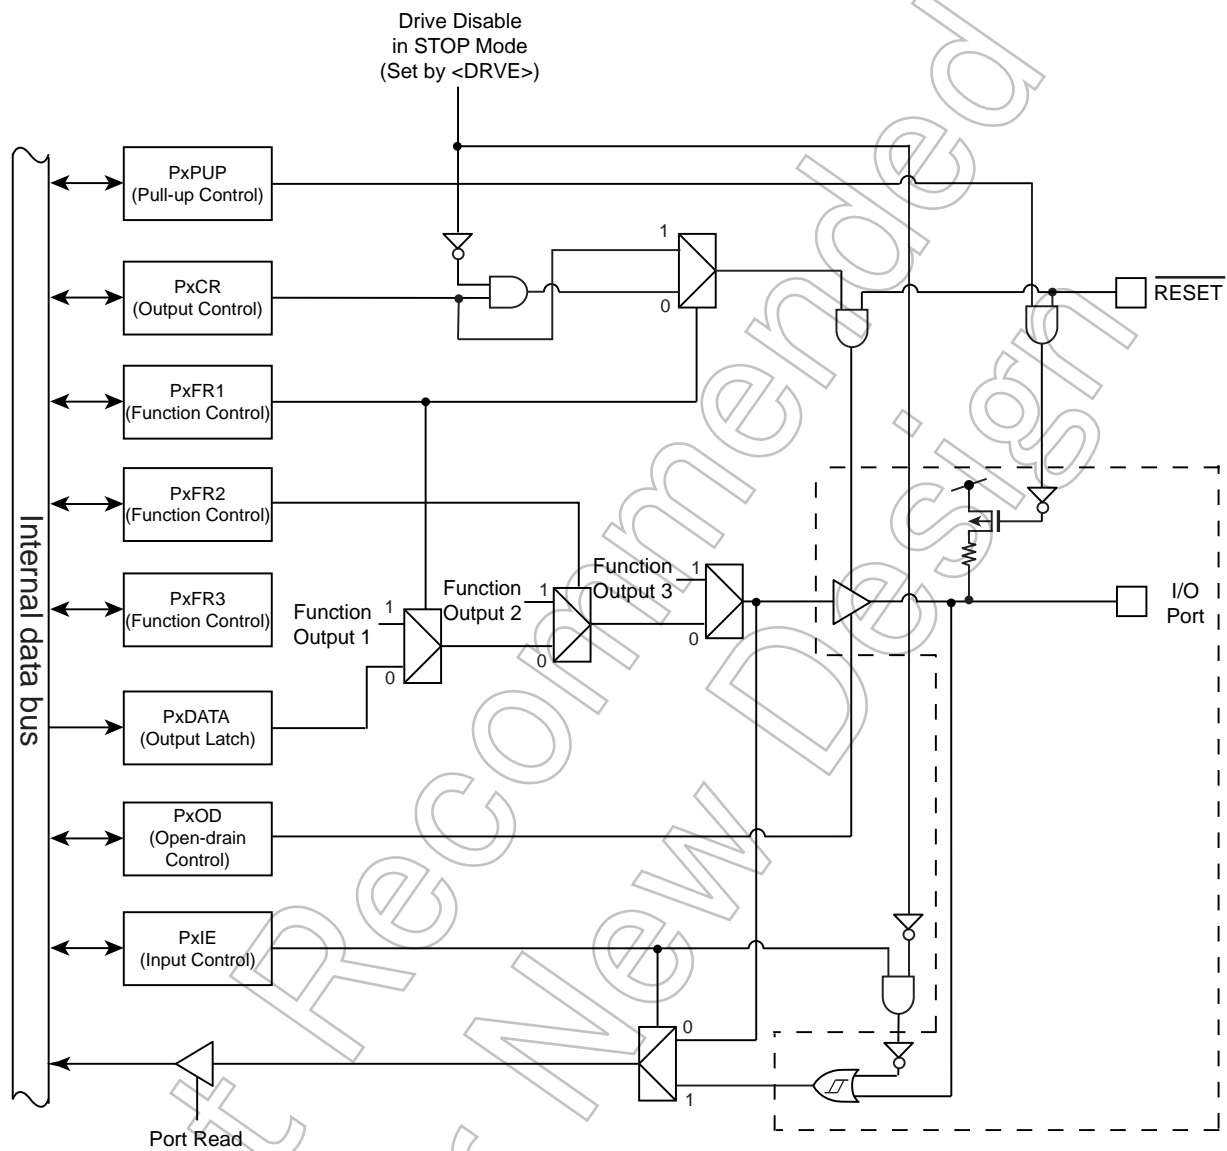 Drive Disable
in STOP Mode
(Set by <DRVE>)
PxPUP
(Pull-up Control)
1
PxCR
(Output Control)
0
RESET
PxFR1
(Function Control)
PxFR2
(Function Control)
Internal data bus
PxFR3
(Function Control)
Function
Output 1
1
0
Function
Output 2
1
0
Function
Output 3
1
0
I/O
Port
PxDATA
(Output Latch)
PxOD
(Open-drain
Control)
PxIE
(Input Control)
0
1
Port Read
t Recommended
r New Design